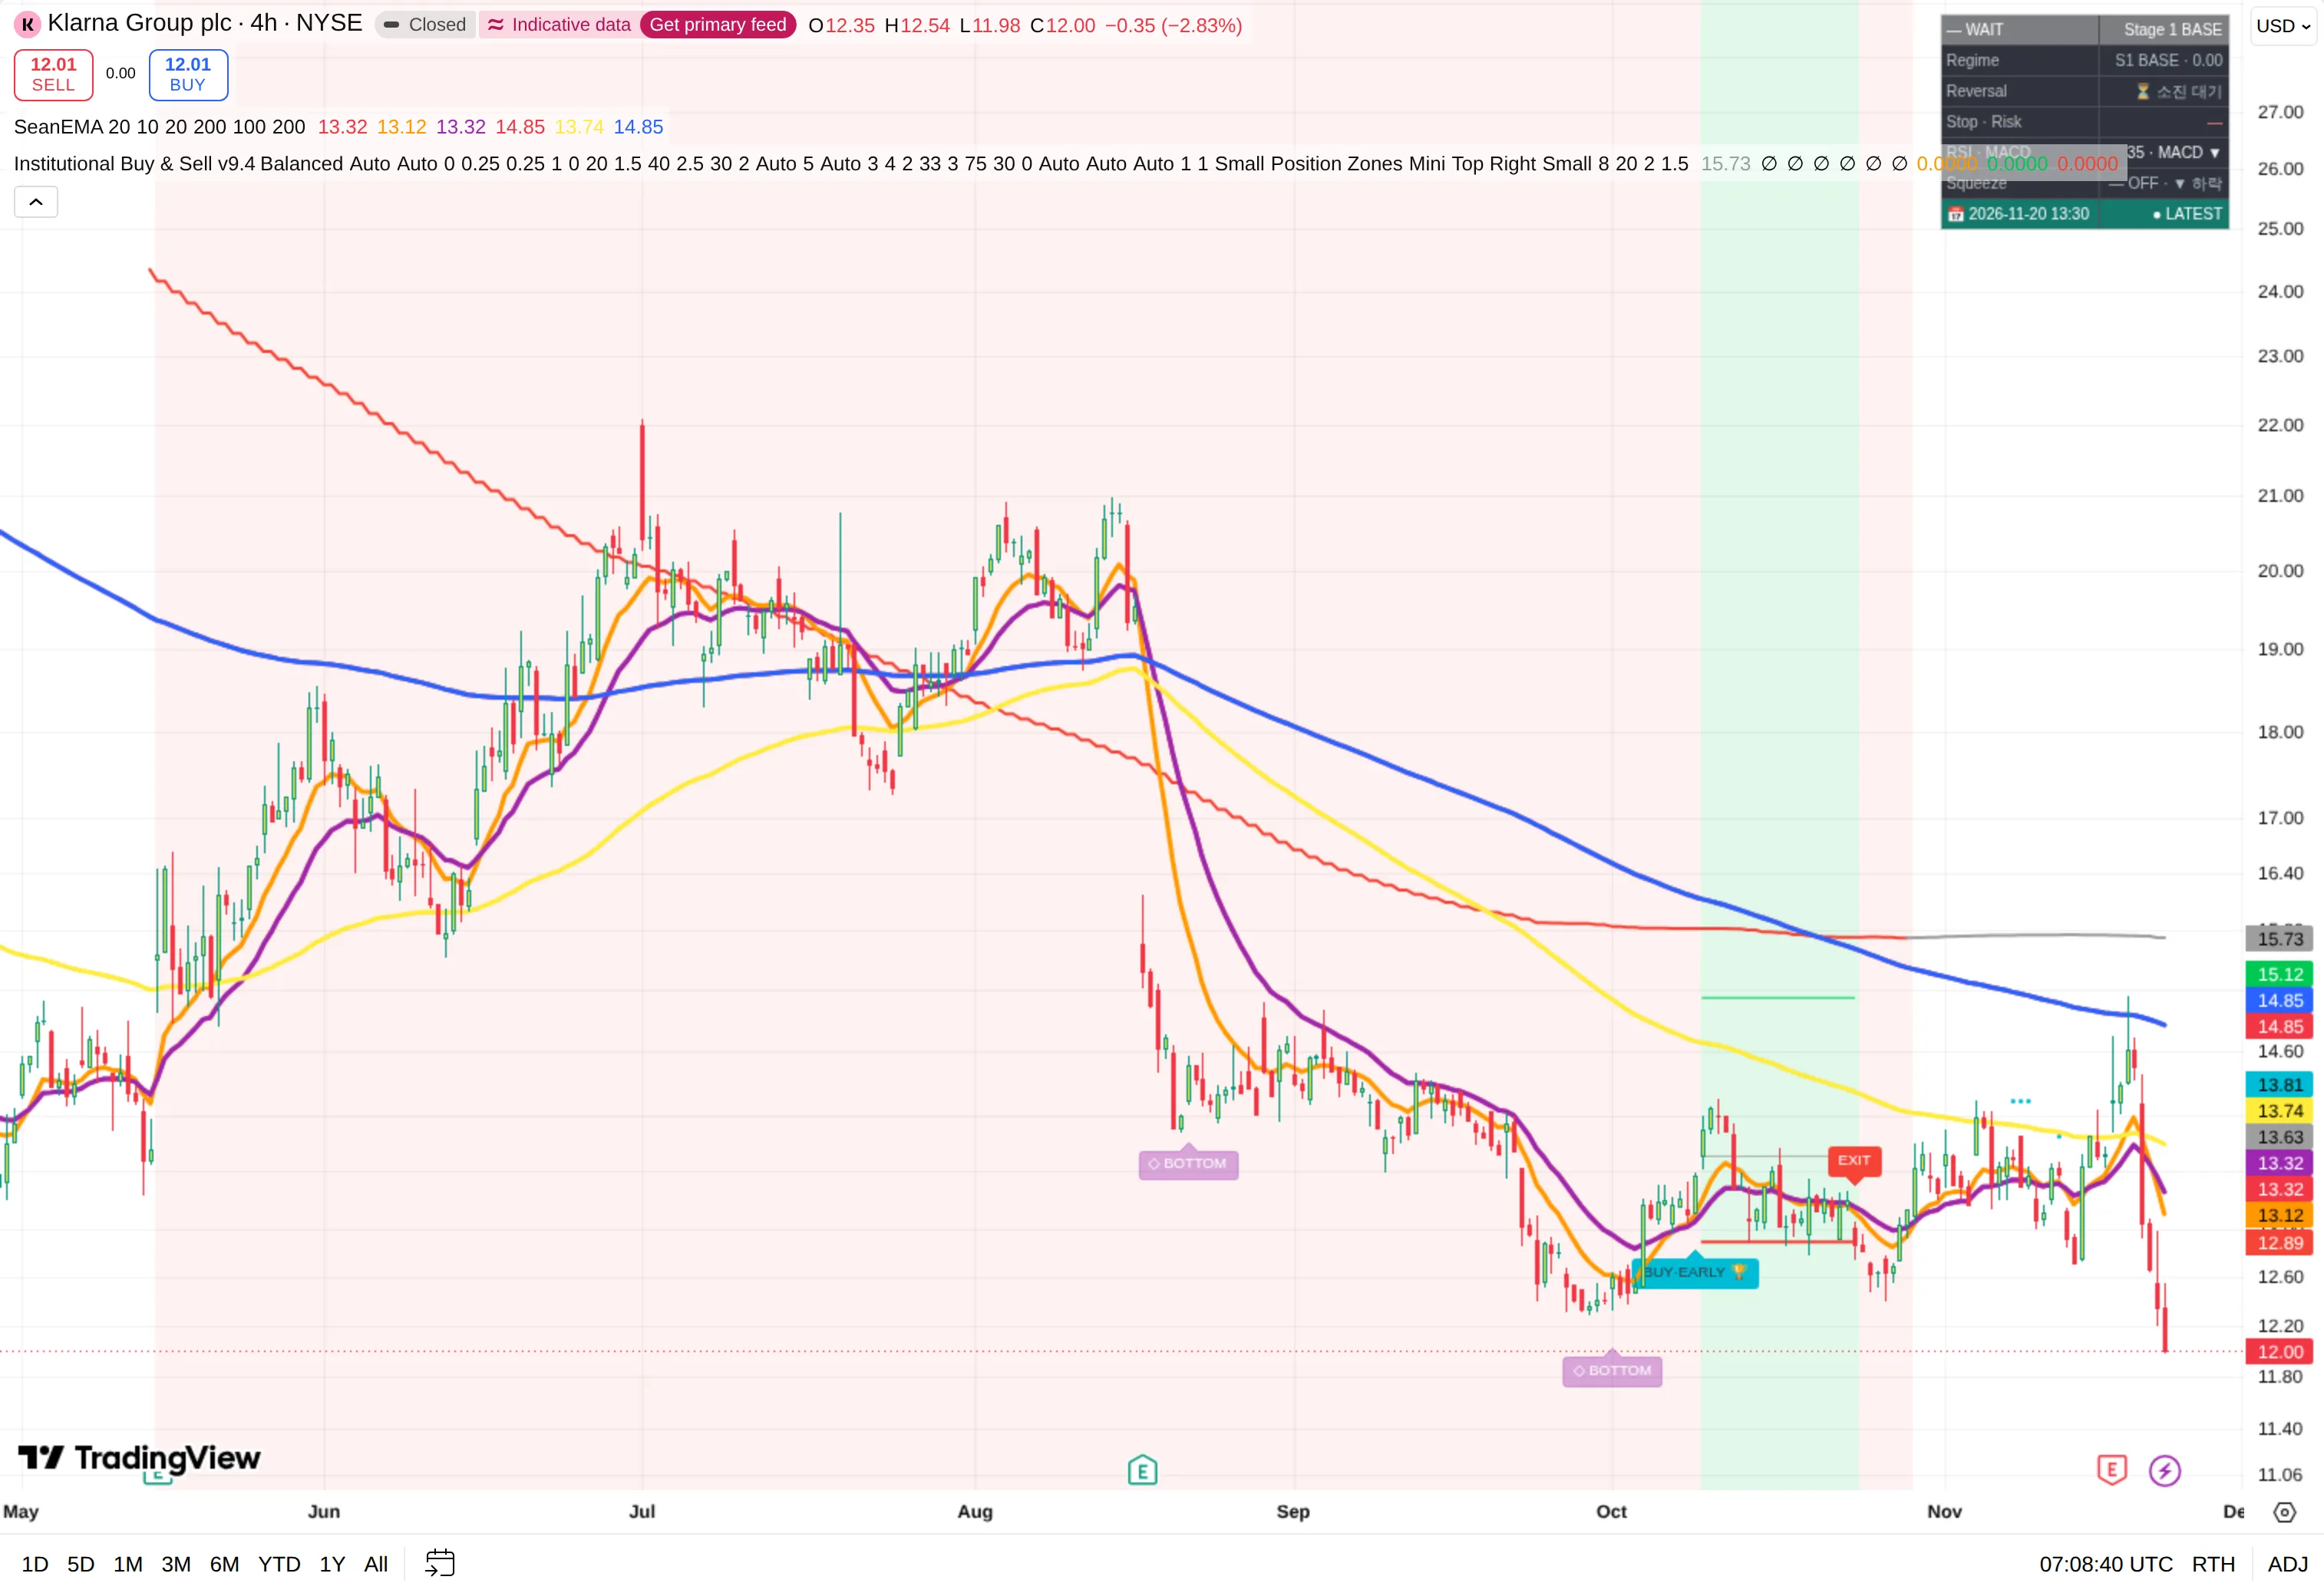 Klarna Group plc · 4h · NYSE Closed Indicative data Get primary feed O12.35 H12.54 L11.98 C12.00 −0.35 (−2.83%)
12.01 SELL 0.00 12.01 BUY
SeanEMA 20 10 20 200 100 200 13.32 13.12 13.32 14.85 13.74 14.85
Institutional Buy & Sell v9.4 Balanced Auto Auto 0 0.25 0.25 1 0 20 1.5 40 2.5 30 2 Auto 5 Auto 3 4 2 33 3 75 30 0 Auto Auto Auto 1 1 Small Position Zones Mini Top Right Small 8 20 2 1.5 15.73 ∅ ∅ ∅ ∅ ∅ ∅ 0.0000 0.0000 0.0000
— WAIT Stage 1 BASE
Regime S1 BASE · 0.00
Reversal ⏳ 소진 대기
Stop · Risk —
RSI · MACD 35 · MACD ▼
Squeeze — OFF · ▼ 하락
📅 2026-11-20 13:30 ● LATEST
USD
27.00
26.00
25.00
24.00
23.00
22.00
21.00
20.00
19.00
18.00
17.00
16.40
15.73
15.12
14.85
14.85
14.60
13.81
13.74
13.63
13.32
13.32
13.12
12.89
12.60
12.20
12.00
11.80
11.40
11.06
◇ BOTTOM
EXIT
BUY·EARLY 🏆
◇ BOTTOM
TradingView
E
E
E
May Jun Jul Aug Sep Oct Nov De
1D 5D 1M 3M 6M YTD 1Y All
07:08:40 UTC RTH ADJ